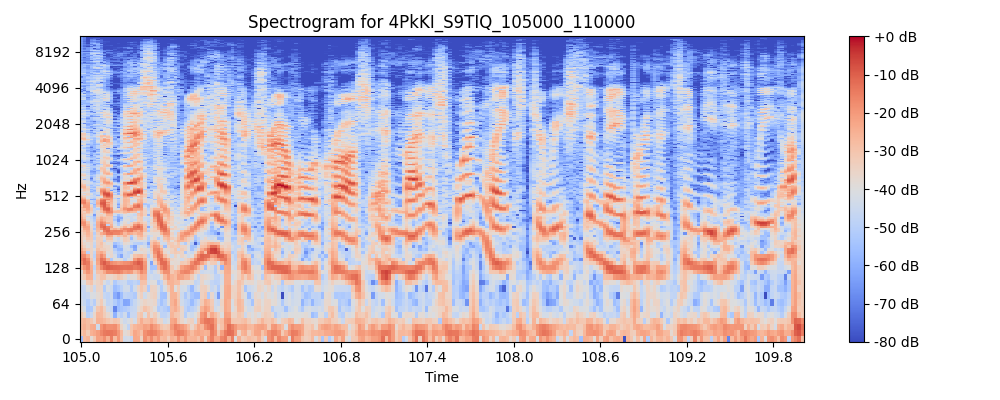 Spectrogram for 4PkKI_S9TIQ_105000_110000
Hz
8192
4096
2048
1024
512
256
128
64
0
105.0 105.6 106.2 106.8 107.4 108.0 108.6 109.2 109.8
Time
+0 dB
-10 dB
-20 dB
-30 dB
-40 dB
-50 dB
-60 dB
-70 dB
-80 dB